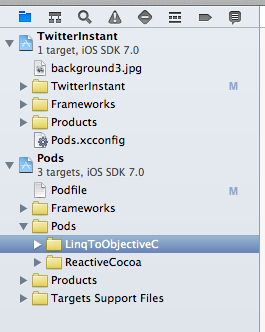 TwitterInstant
1 target, iOS SDK 7.0
background3.jpg
TwitterInstant M
Frameworks
Products
Pods.xcconfig
Pods
3 targets, iOS SDK 7.0
Podfile M
Frameworks
Pods
LinqToObjectiveC
ReactiveCocoa
Products
Targets Support Files